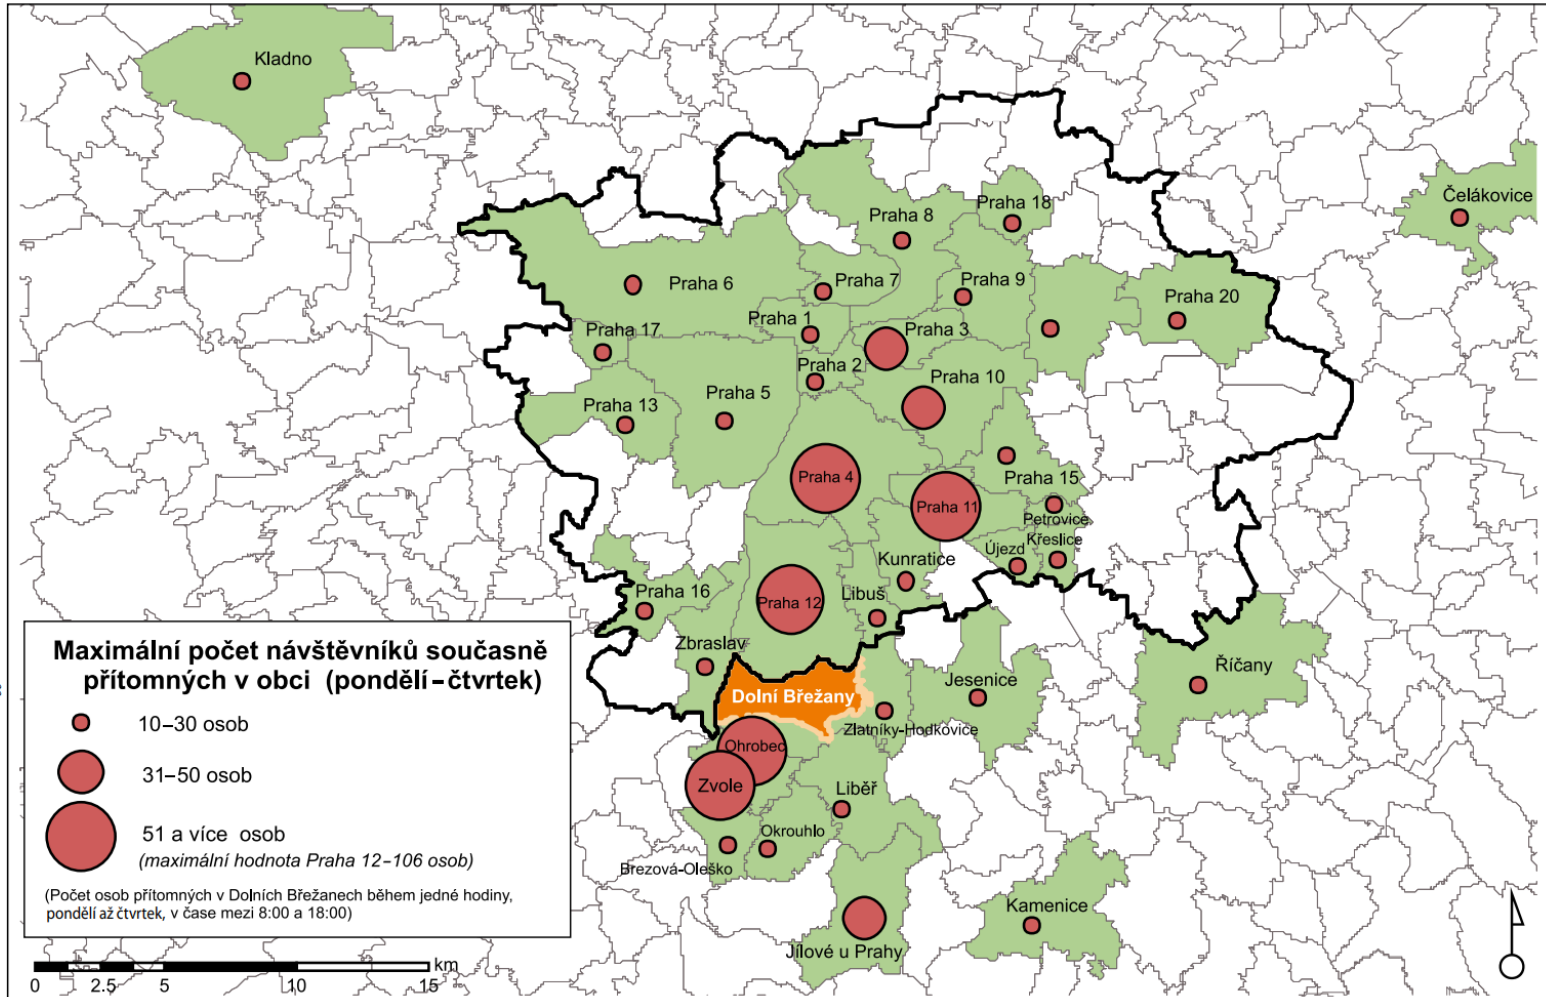 Kladno
Čelákovice
Praha 18
Praha 8
Praha 6
Praha 7
Praha 9
Praha 20
Praha 1
Praha 3
Praha 17
Praha 2
Praha 10
Praha 5
Praha 13
Praha 4
Praha 15
Praha 11
Petrovice
Křeslice
Újezd
Kunratice
Praha 16
Praha 12
Libuš
Zbraslav
Říčany
Jesenice
Dolní Břežany
Zlatníky-Hodkovice
Ohrobec
Zvole
Liběř
Okrouhlo
Brezová-Oleško
Kamenice
Jílové u Prahy
Maximální počet návštěvníků současně
přítomných v obci (pondělí–čtvrtek)
10–30 osob
31–50 osob
51 a více osob
(maximální hodnota Praha 12–106 osob)
(Počet osob přítomných v Dolních Břežanech během jedné hodiny,
pondělí až čtvrtek, v čase mezi 8:00 a 18:00)
km
0 2.5 5 10 15